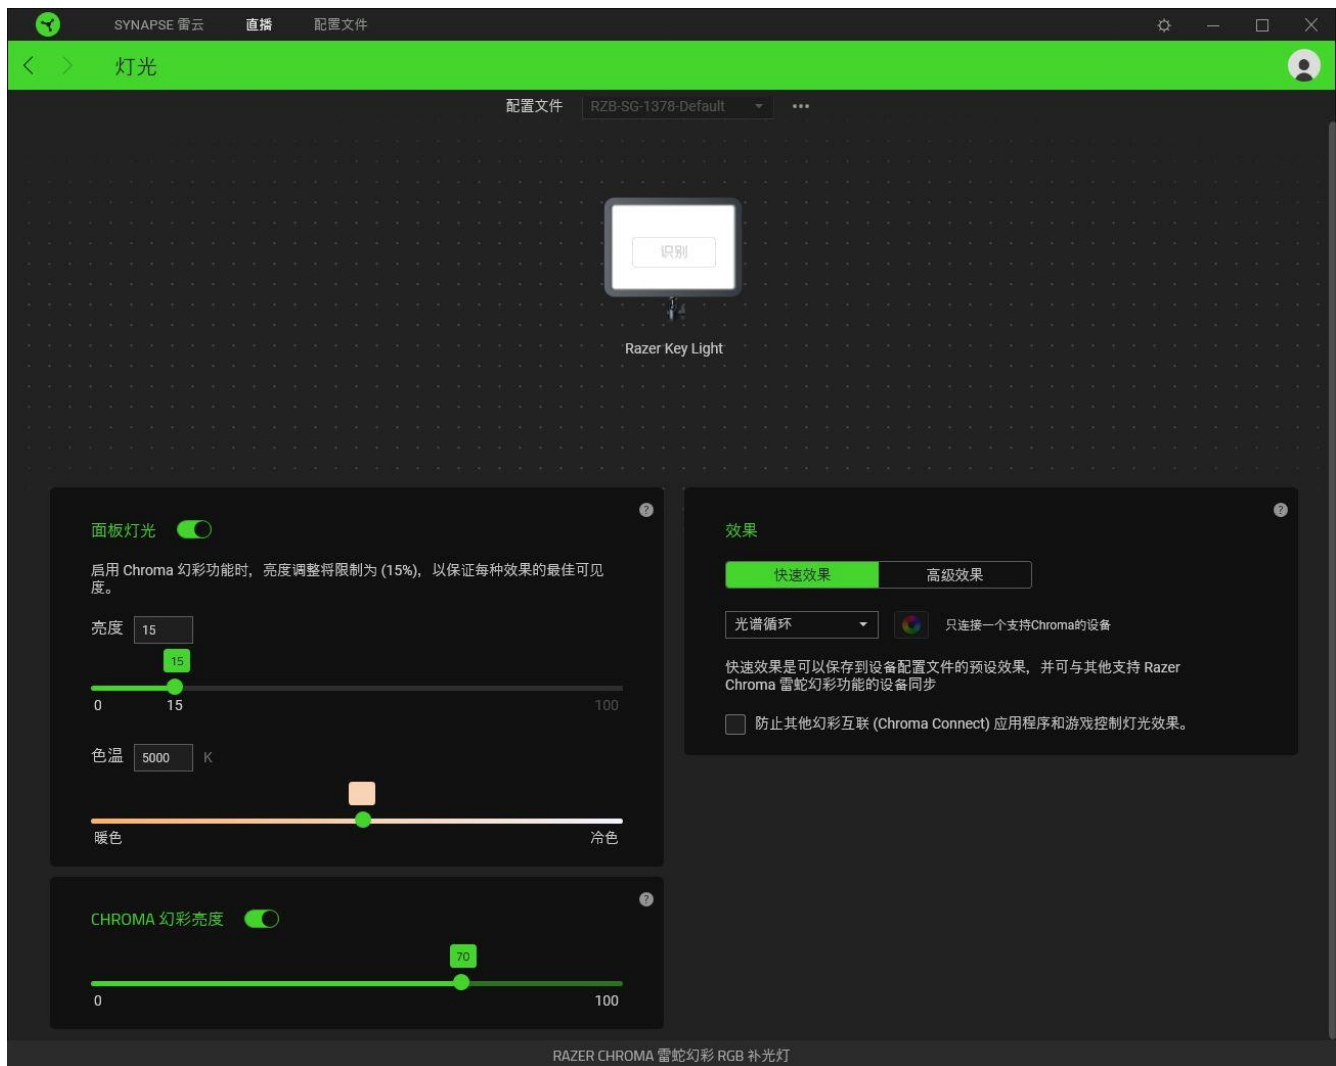 SYNAPSE 雷云 直播 配置文件
灯光
配置文件 RZB-SG-1378-Default
识别
Razer Key Light
面板灯光
启用 Chroma 幻彩功能时，亮度调整将限制为 (15%)，以保证每种效果的最佳可见
度。
亮度 15
15
0 15 100
色温 5000 K
暖色 冷色
CHROMA 幻彩亮度
70
0 100
效果
快速效果 高级效果
光谱循环 只连接一个支持Chroma的设备
快速效果是可以保存到设备配置文件的预设效果，并可与其他支持 Razer
Chroma 雷蛇幻彩功能的设备同步
防止其他幻彩互联 (Chroma Connect) 应用程序和游戏控制灯光效果。
RAZER CHROMA 雷蛇幻彩 RGB 补光灯